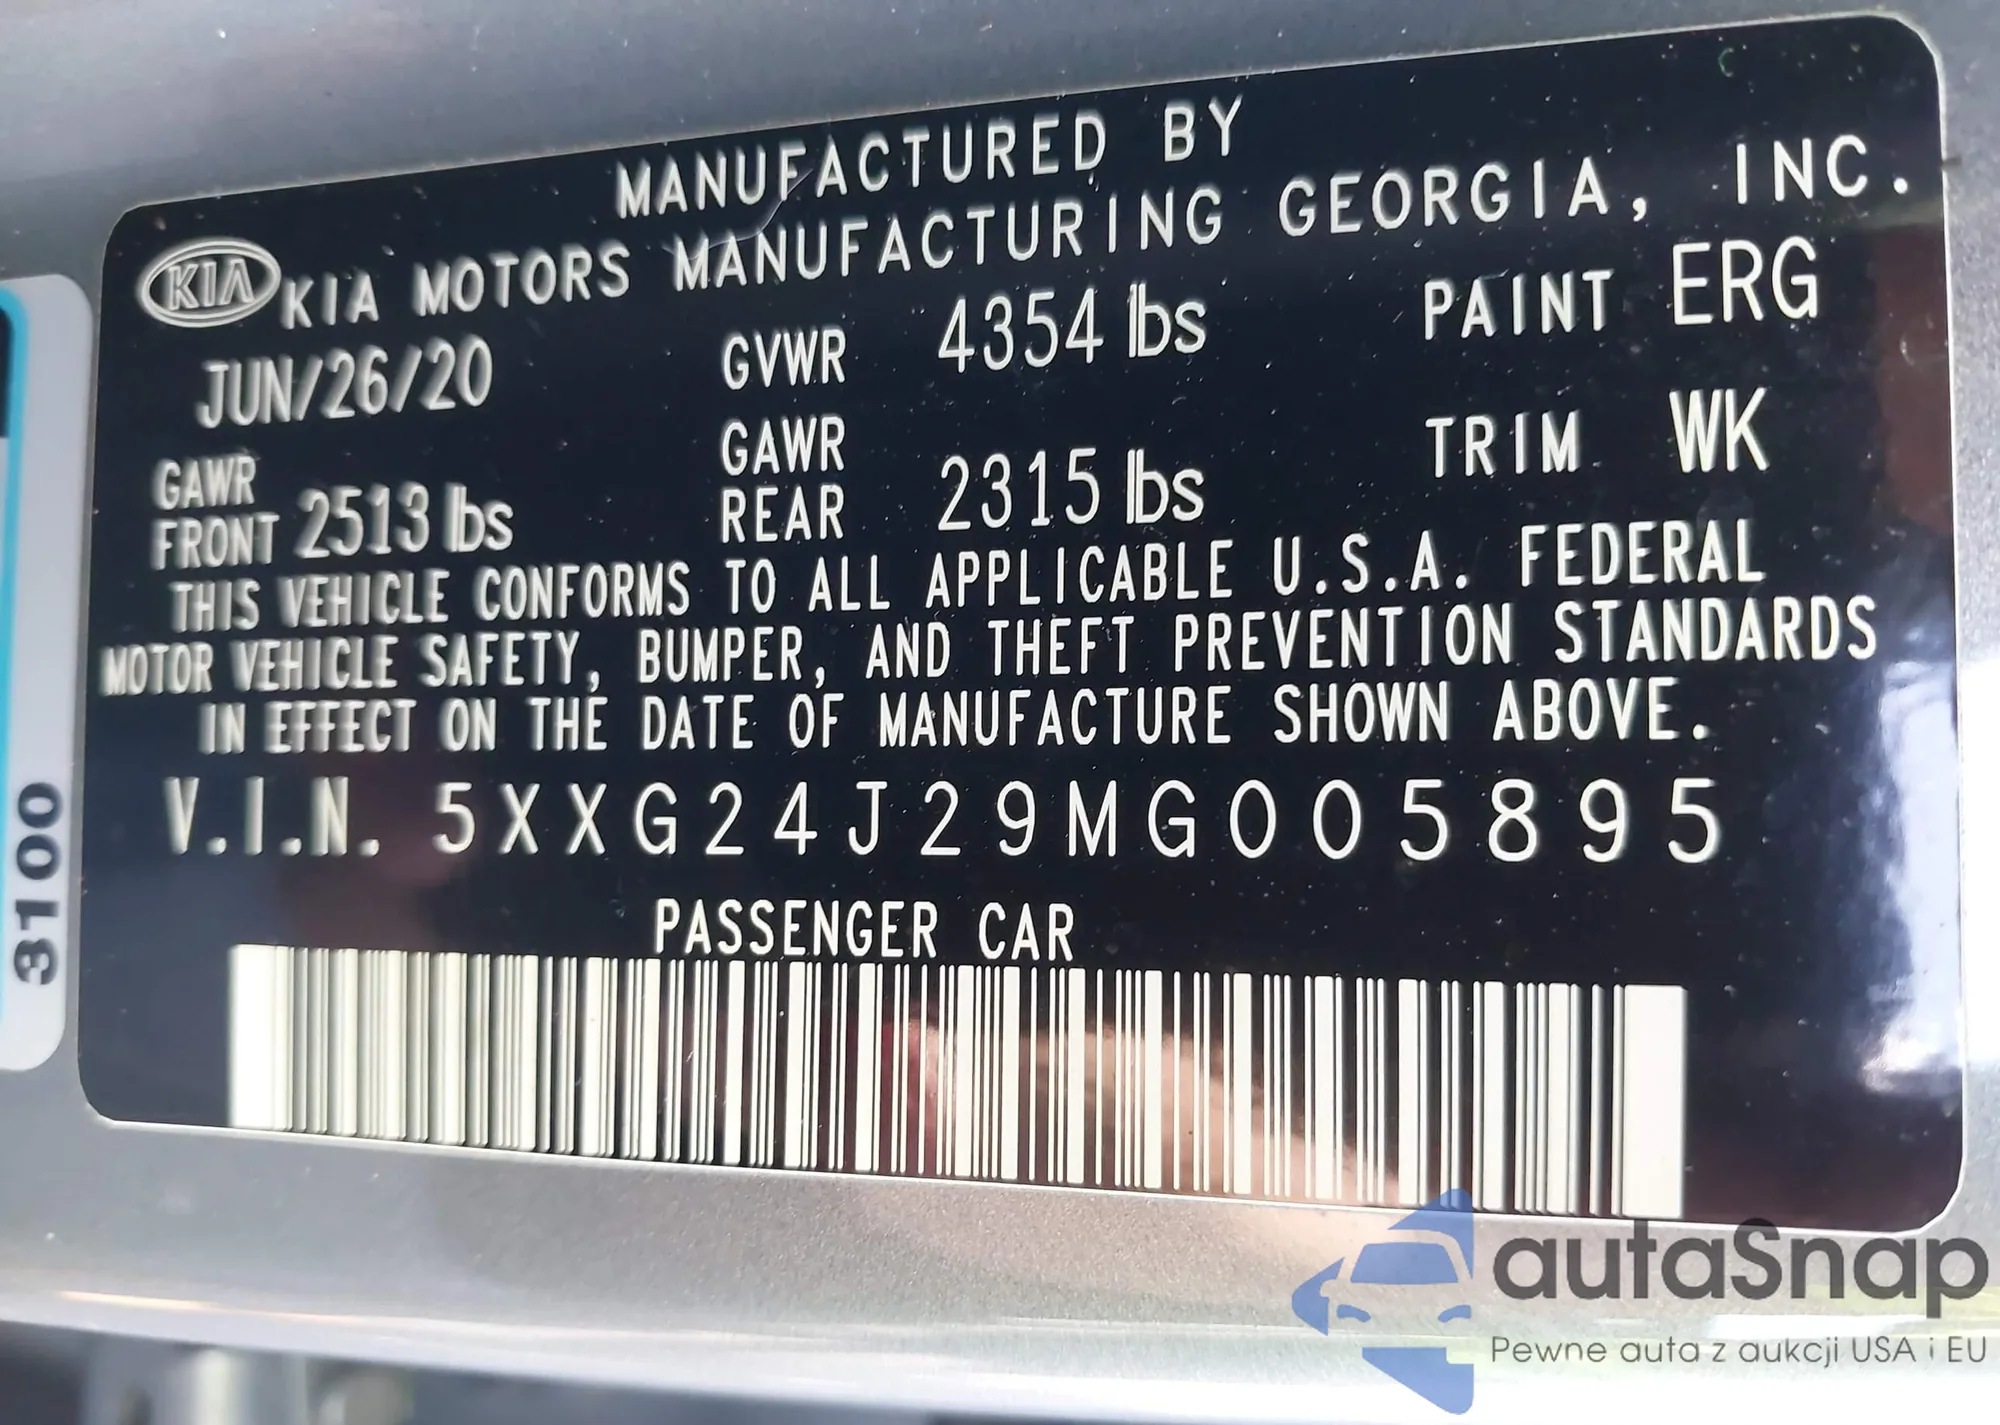 MANUFACTURED BY
KIA KIA MOTORS MANUFACTURING GEORGIA, INC.
JUN/26/20 GVWR 4354 lbs PAINT ERG
GAWR FRONT 2513 lbs GAWR REAR 2315 lbs TRIM WK
THIS VEHICLE CONFORMS TO ALL APPLICABLE U.S.A. FEDERAL
MOTOR VEHICLE SAFETY, BUMPER, AND THEFT PREVENTION STANDARDS
IN EFFECT ON THE DATE OF MANUFACTURE SHOWN ABOVE.
V.I.N. 5XXG24J29MG005895
PASSENGER CAR
3100
autaSnap
Pewne auta z aukcji USA i EU